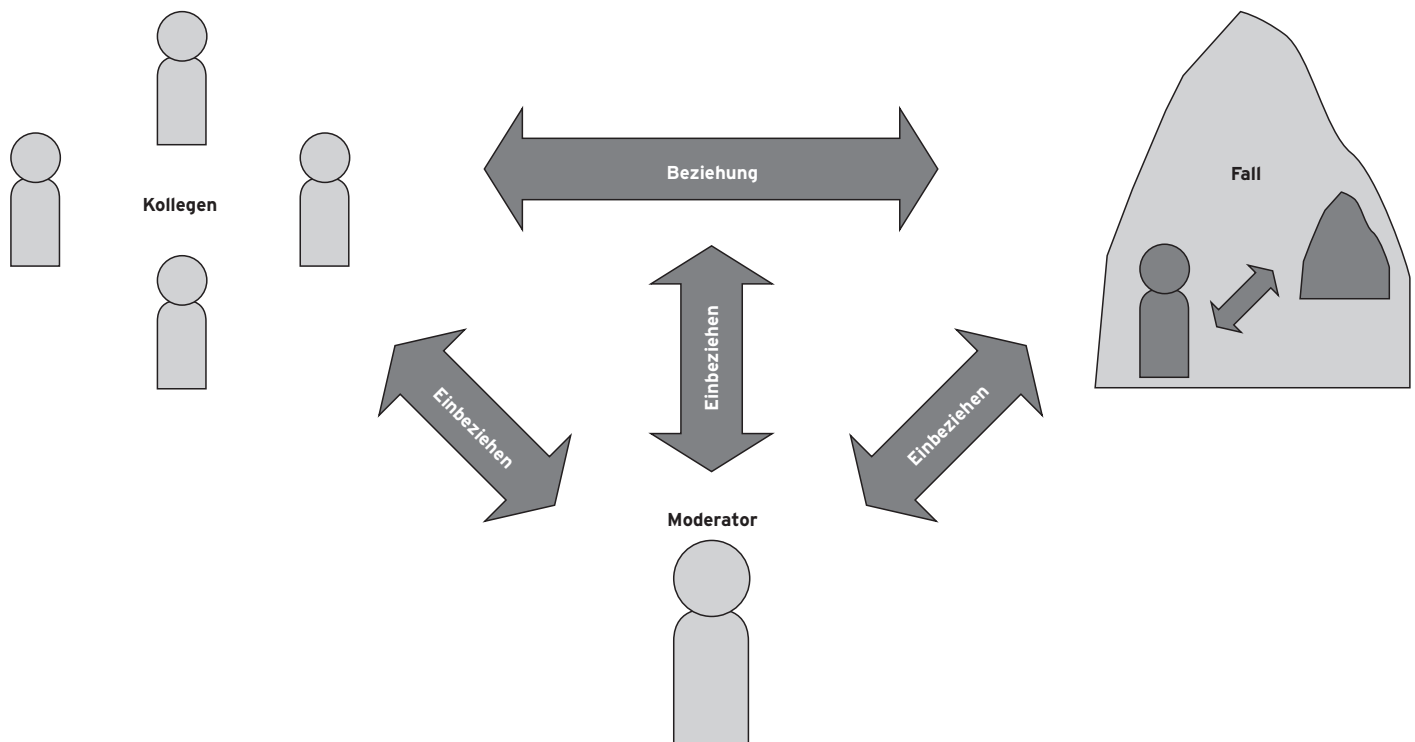 Beziehung
Fall
Kollegen
Einbeziehen
Einbeziehen
Einbeziehen
Moderator